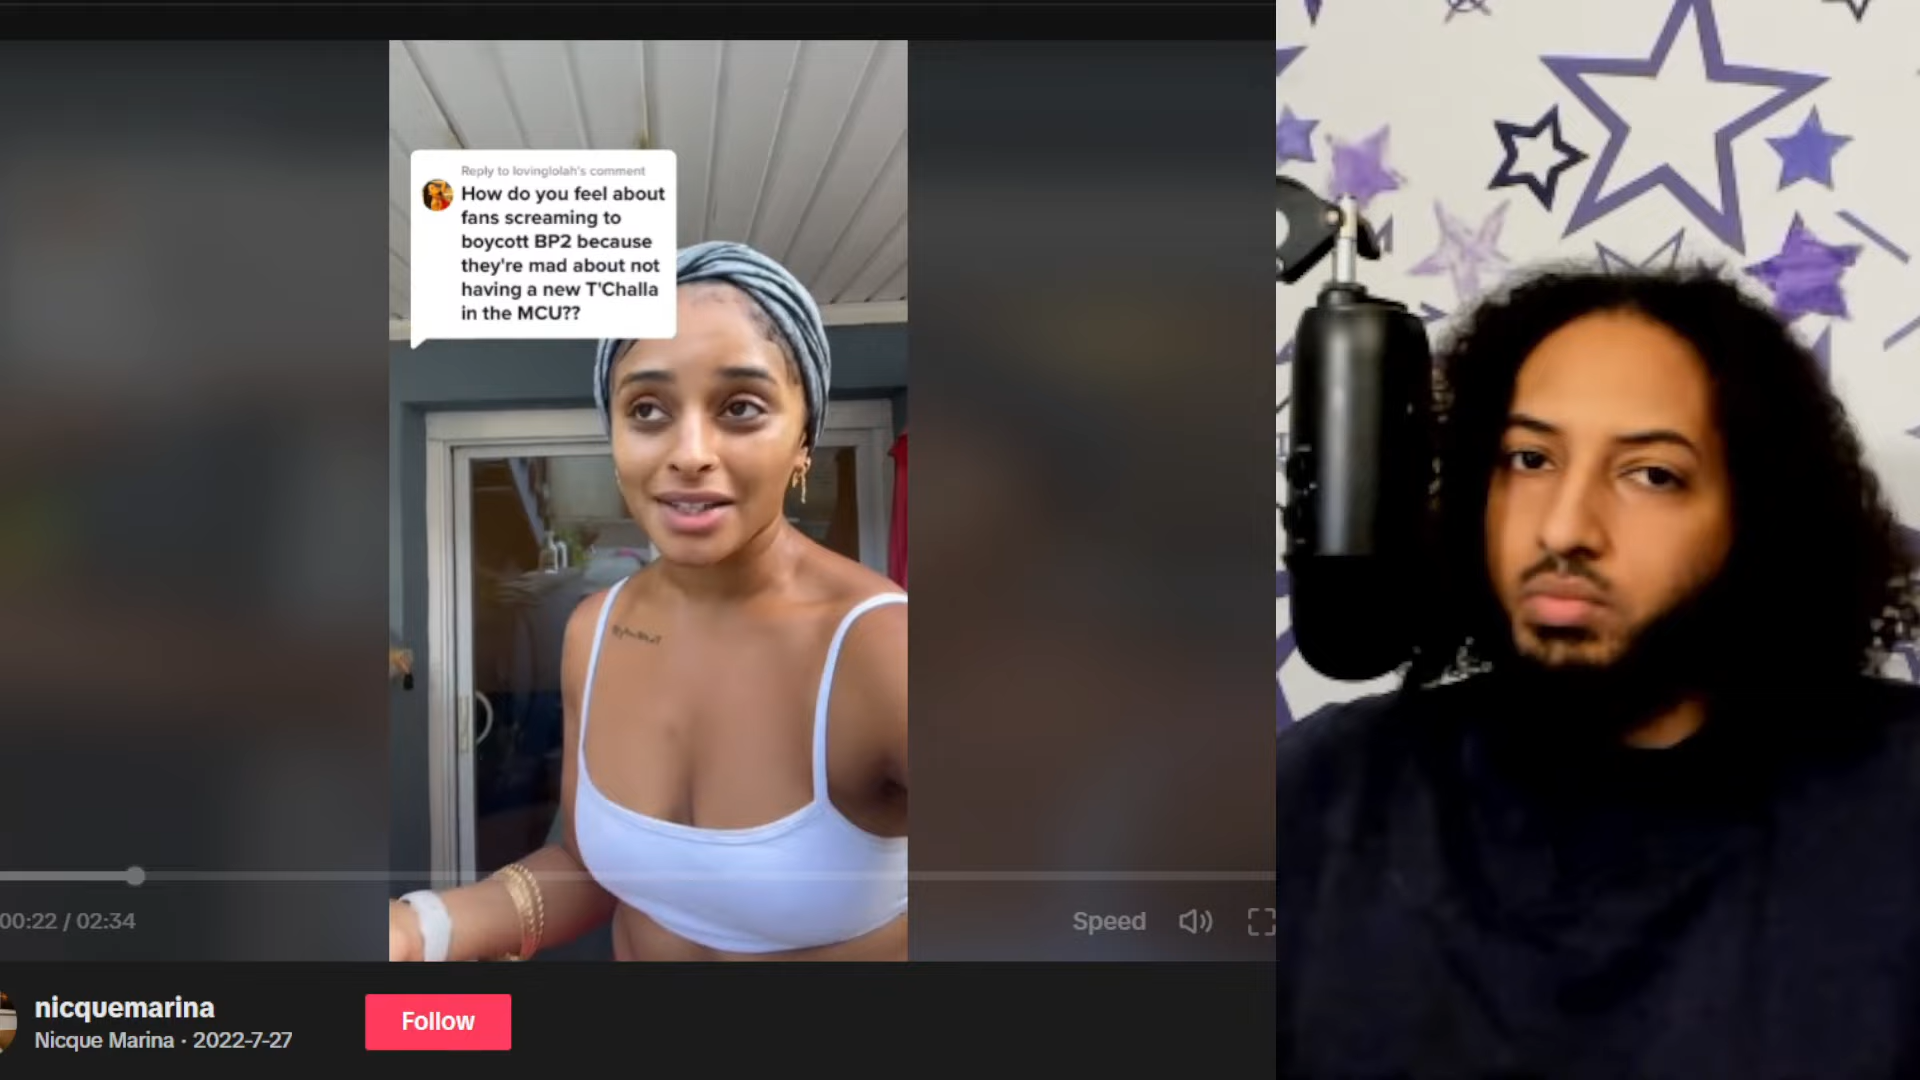 Reply to lovinglolah's comment
How do you feel about
fans screaming to
boycott BP2 because
they're mad about not
having a new T'Challa
in the MCU??
00:22 / 02:34
Speed
nicquemarina
Nicque Marina · 2022-7-27
Follow